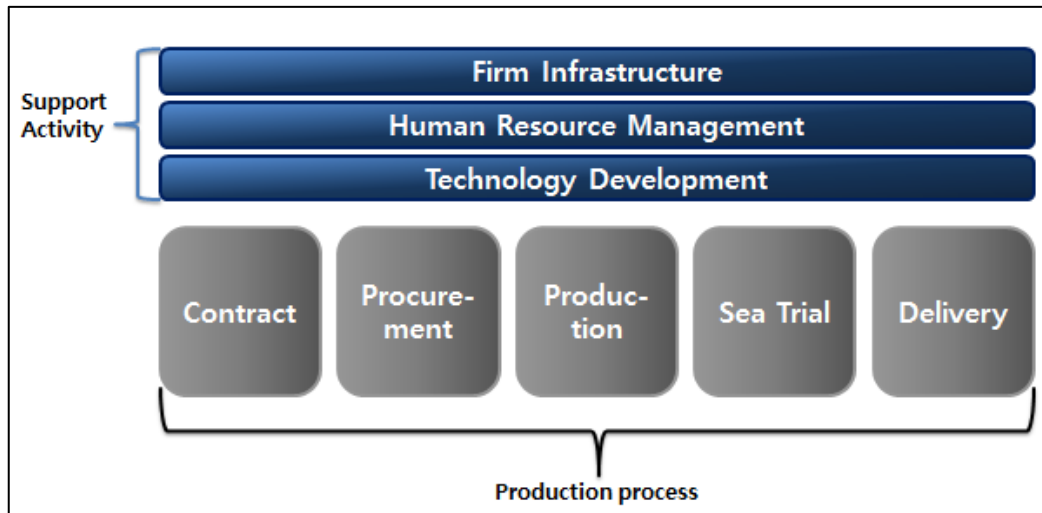 Firm Infrastructure
Support
Activity
Human Resource Management
Technology Development
Contract
Procure-
ment
Produc-
tion
Sea Trial
Delivery
Production process